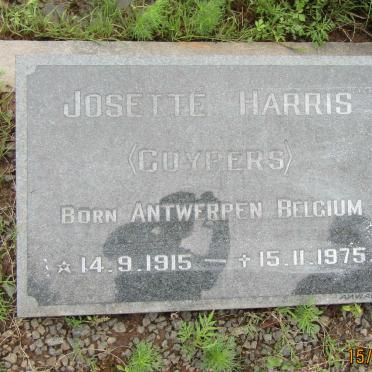 JOSETTE HARRIS
(CUYPERS)
BORN ANTWERPEN BELGIUM
☆ 14.9.1915 — ✝ 15.11.1975